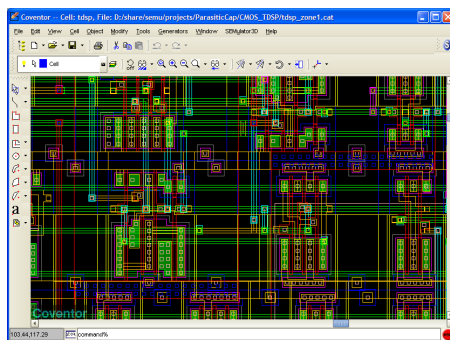 Coventor -- Cell: tdsp, File: D:/share/semu/projects/ParasiticCap/CMOS_TDSP/tdsp_zone1.cat
File Edit View Cell Object Modify Tools Generators Window SEMulator3D Help
Cell
a
Coventor
103.44,117.29 command%